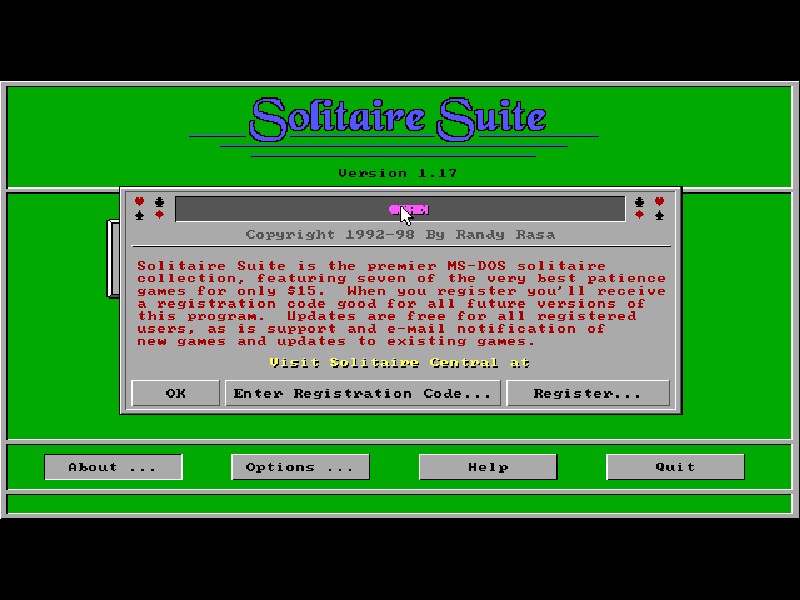 Solitaire Suite
Version 1.17
Copyright 1992-98 By Randy Rasa
Solitaire Suite is the premier MS-DOS solitaire
collection, featuring seven of the very best patience
games for only $15.  When you register you'll receive
a registration code good for all future versions of
this program.  Updates are free for all registered
users, as is support and e-mail notification of
new games and updates to existing games.
Visit Solitaire Central at
OK
Enter Registration Code...
Register...
About ...
Options ...
Help
Quit